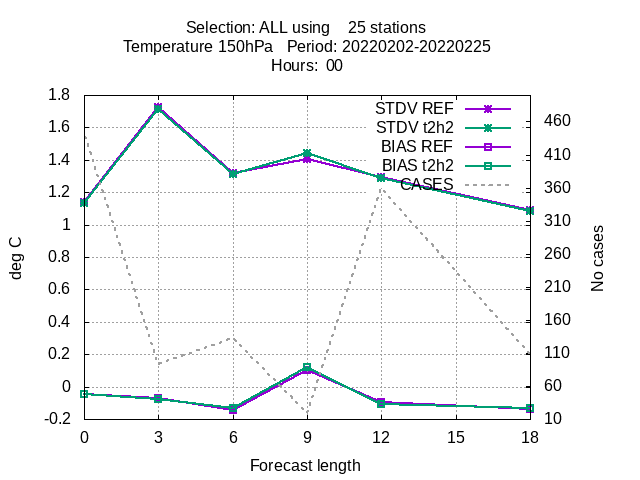 Selection: ALL using 25 stations
Temperature 150hPa Period: 20220202-20220225
Hours: 00
STDV REF
STDV t2h2
BIAS REF
BIAS t2h2
CASES
1.8
1.6
1.4
1.2
1
0.8
0.6
0.4
0.2
0
-0.2
deg C
460
410
360
310
260
210
160
110
60
10
No cases
0 3 6 9 12 15 18
Forecast length